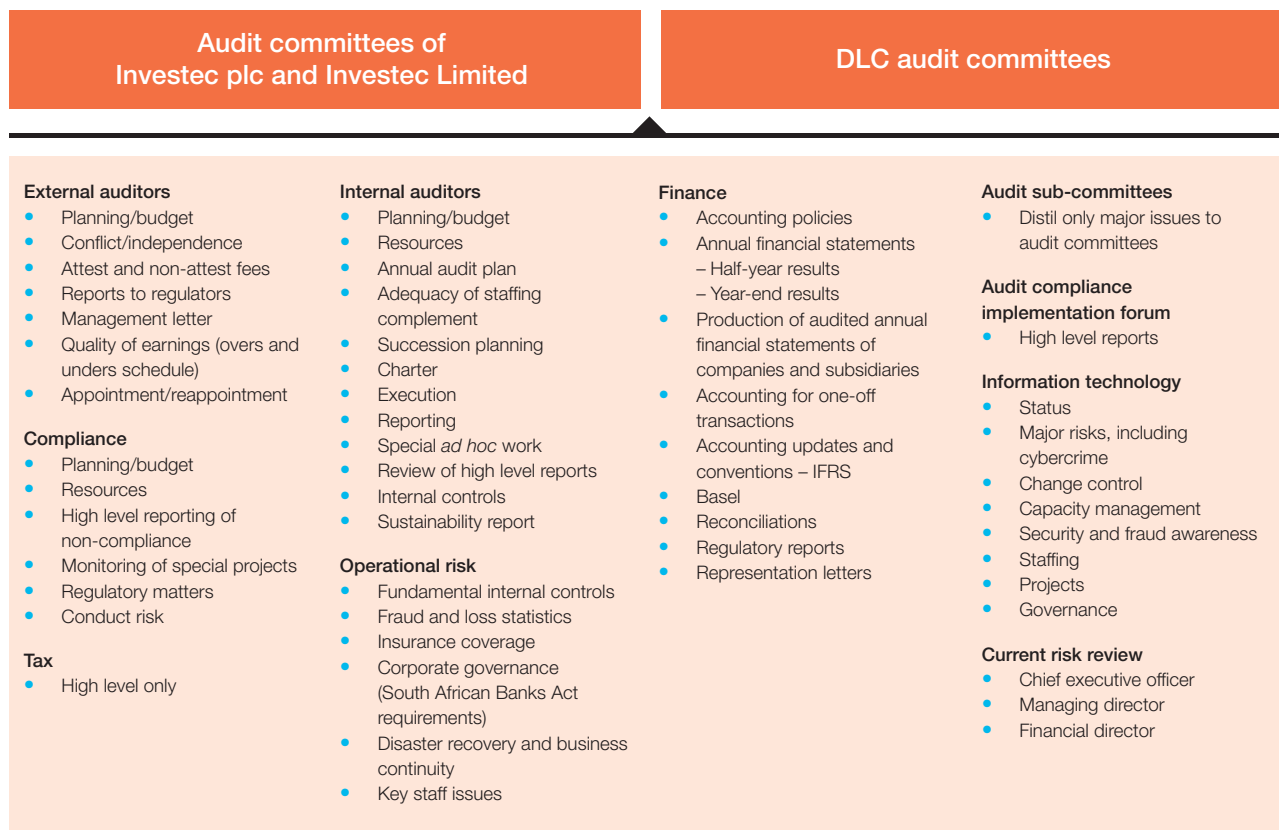 Audit committees of
Investec plc and Investec Limited
DLC audit committees
External auditors
• Planning/budget
• Conflict/independence
• Attest and non-attest fees
• Reports to regulators
• Management letter
• Quality of earnings (overs and
unders schedule)
• Appointment/reappointment
Compliance
• Planning/budget
• Resources
• High level reporting of
non-compliance
• Monitoring of special projects
• Regulatory matters
• Conduct risk
Tax
• High level only
Internal auditors
• Planning/budget
• Resources
• Annual audit plan
• Adequacy of staffing
complement
• Succession planning
• Charter
• Execution
• Reporting
• Special ad hoc work
• Review of high level reports
• Internal controls
• Sustainability report
Operational risk
• Fundamental internal controls
• Fraud and loss statistics
• Insurance coverage
• Corporate governance
(South African Banks Act
requirements)
• Disaster recovery and business
continuity
• Key staff issues
Finance
• Accounting policies
• Annual financial statements
– Half-year results
– Year-end results
• Production of audited annual
financial statements of
companies and subsidiaries
• Accounting for one-off
transactions
• Accounting updates and
conventions – IFRS
• Basel
• Reconciliations
• Regulatory reports
• Representation letters
Audit sub-committees
• Distil only major issues to
audit committees
Audit compliance
implementation forum
• High level reports
Information technology
• Status
• Major risks, including
cybercrime
• Change control
• Capacity management
• Security and fraud awareness
• Staffing
• Projects
• Governance
Current risk review
• Chief executive officer
• Managing director
• Financial director